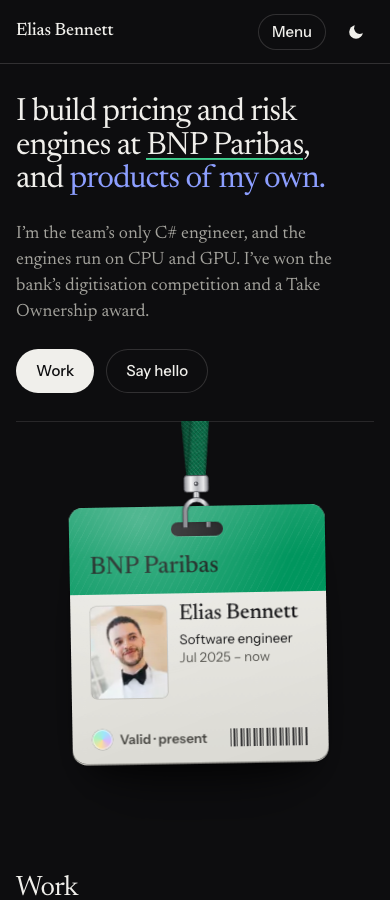 Elias Bennett
Menu
I build pricing and risk
engines at BNP Paribas,
and products of my own.
I’m the team’s only C# engineer, and the
engines run on CPU and GPU. I’ve won the
bank’s digitisation competition and a Take
Ownership award.
Work
Say hello
BNP Paribas
Elias Bennett
Software engineer
Jul 2025 – now
Valid · present
Work